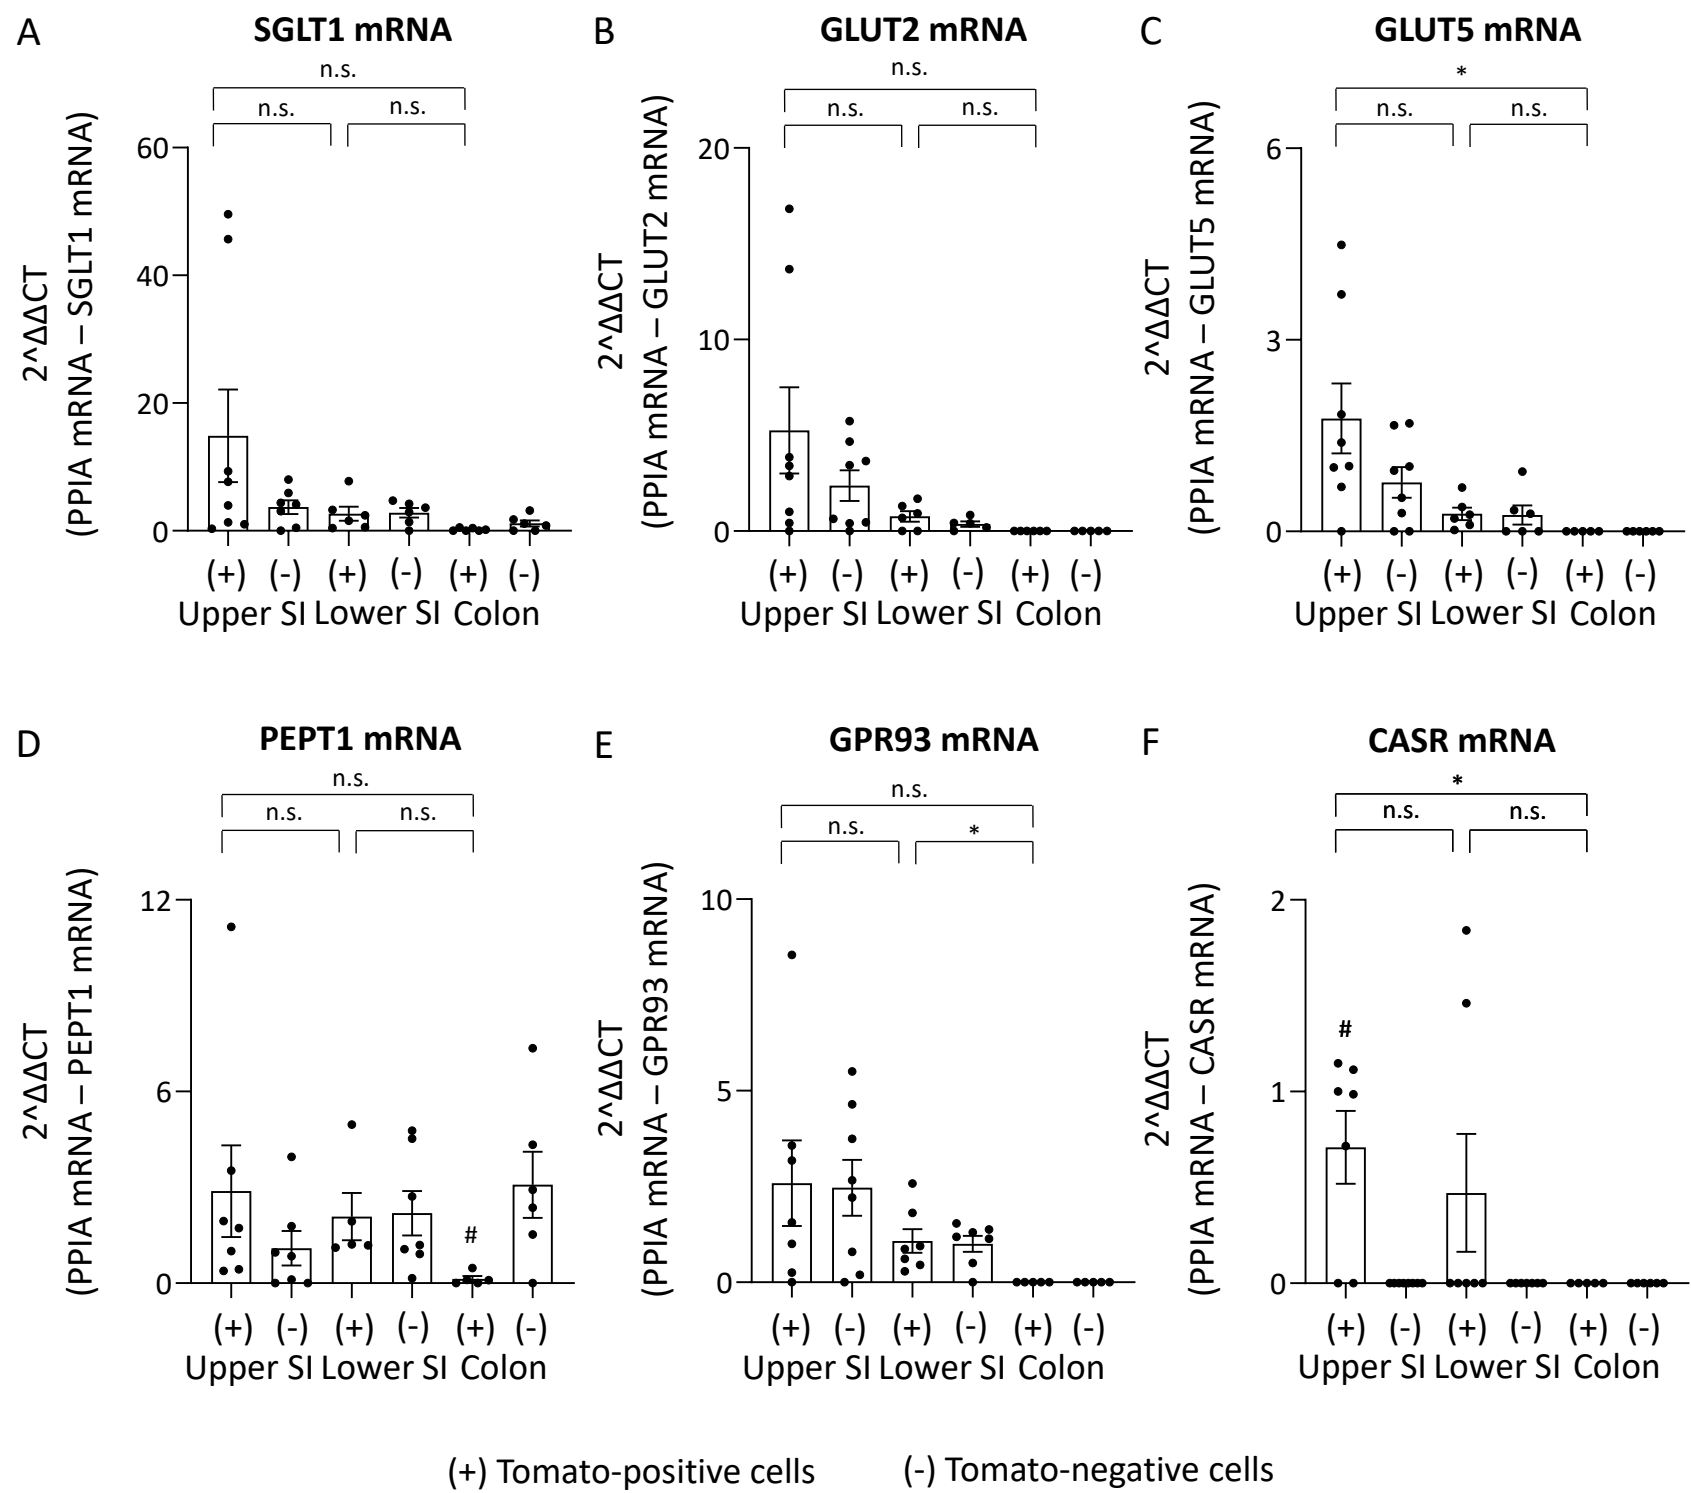 A
SGLT1 mRNA
n.s.
n.s. n.s.
2^ΔΔCT
(PPIA mRNA – SGLT1 mRNA)
60
40
20
0
(+) (-) (+) (-) (+) (-)
Upper SI Lower SI Colon
B
GLUT2 mRNA
n.s.
n.s. n.s.
2^ΔΔCT
(PPIA mRNA – GLUT2 mRNA)
20
10
0
(+) (-) (+) (-) (+) (-)
Upper SI Lower SI Colon
C
GLUT5 mRNA
*
n.s. n.s.
2^ΔΔCT
(PPIA mRNA – GLUT5 mRNA)
6
3
0
(+) (-) (+) (-) (+) (-)
Upper SI Lower SI Colon
D
PEPT1 mRNA
n.s.
n.s. n.s.
2^ΔΔCT
(PPIA mRNA – PEPT1 mRNA)
12
6
0
#
(+) (-) (+) (-) (+) (-)
Upper SI Lower SI Colon
E
GPR93 mRNA
n.s.
n.s. *
2^ΔΔCT
(PPIA mRNA – GPR93 mRNA)
10
5
0
(+) (-) (+) (-) (+) (-)
Upper SI Lower SI Colon
F
CASR mRNA
*
n.s. n.s.
2^ΔΔCT
(PPIA mRNA – CASR mRNA)
2
1
0
#
(+) (-) (+) (-) (+) (-)
Upper SI Lower SI Colon
(+) Tomato-positive cells (-) Tomato-negative cells